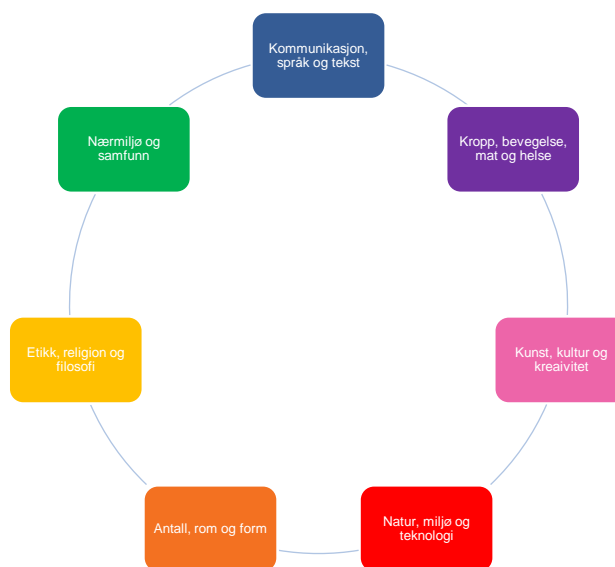 Kommunikasjon,
språk og tekst
Kropp, bevegelse,
mat og helse
Kunst, kultur og
kreaivitet
Natur, miljø og
teknologi
Antall, rom og form
Etikk, religion og
filosofi
Nærmiljø og
samfunn